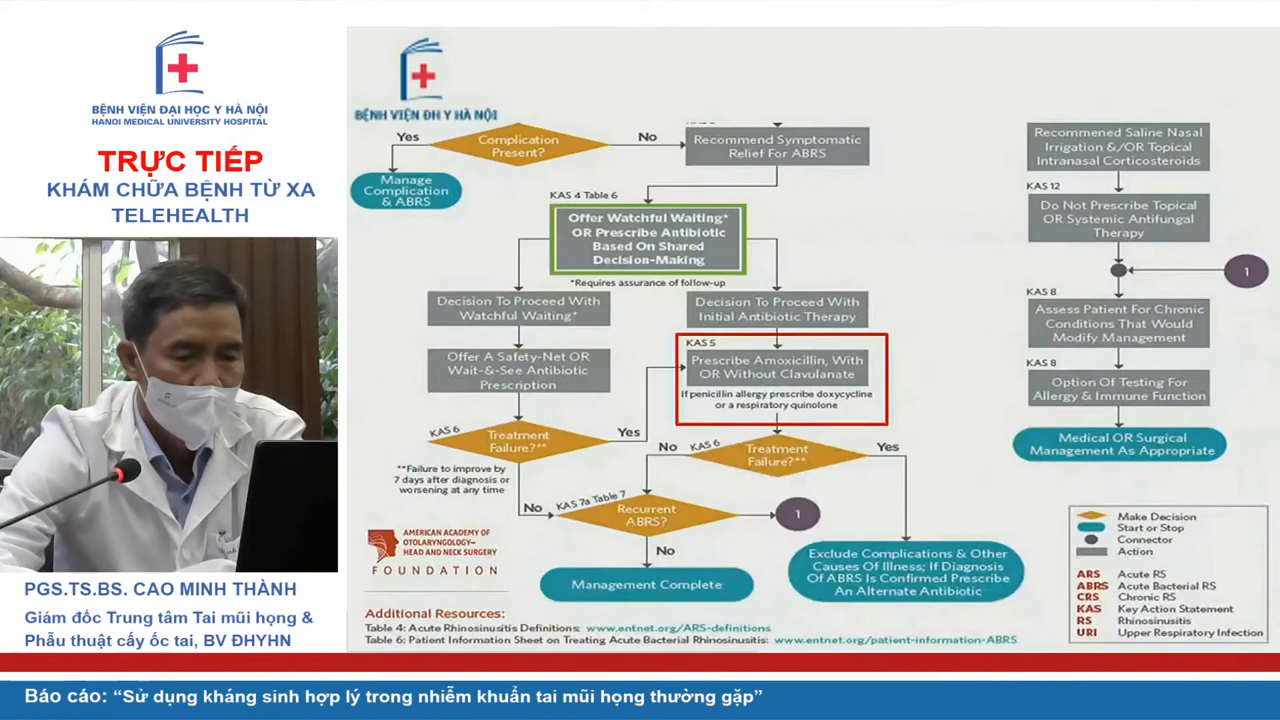 BỆNH VIỆN ĐẠI HỌC Y HÀ NỘI
HANOI MEDICAL UNIVERSITY HOSPITAL
TRỰC TIẾP
KHÁM CHỮA BỆNH TỪ XA
TELEHEALTH
PGS.TS.BS. CAO MINH THÀNH
Giám đốc Trung tâm Tai mũi họng &
Phẫu thuật cấy ốc tai, BV ĐHYHN
BỆNH VIỆN ĐH Y HÀ NỘI
Yes
Complication
Present?
No
Recommend Symptomatic
Relief For ABRS
Manage
Complication
& ABRS
KAS 4 Table 6
Offer Watchful Waiting*
OR Prescribe Antibiotic
Based On Shared
Decision-Making
*Requires assurance of follow-up
Decision To Proceed With
Watchful Waiting*
Decision To Proceed With
Initial Antibiotic Therapy
Offer A Safety-Net OR
Wait-&-See Antibiotic
Prescription
KAS 5
Prescribe Amoxicillin, With
OR Without Clavulanate
If penicillin allergy prescribe doxycycline
or a respiratory quinolone
KAS 6
Treatment
Failure?**
Yes
**Failure to improve by
7 days after diagnosis or
worsening at any time
No
No
KAS 6
Treatment
Failure?**
Yes
KAS 7a Table 7
Recurrent
ABRS?
1
No
Management Complete
Exclude Complications & Other
Causes Of Illness; If Diagnosis
Of ABRS Is Confirmed Prescribe
An Alternate Antibiotic
Recommened Saline Nasal
Irrigation &/OR Topical
Intranasal Corticosteroids
KAS 12
Do Not Prescribe Topical
OR Systemic Antifungal
Therapy
1
KAS 8
Assess Patient For Chronic
Conditions That Would
Modify Management
KAS 8
Option Of Testing For
Allergy & Immune Function
Medical OR Surgical
Management As Appropriate
Make Decision
Start or Stop
Connector
Action
ARS Acute RS
ABRS Acute Bacterial RS
CRS Chronic RS
KAS Key Action Statement
RS Rhinosinusitis
URI Upper Respiratory Infection
AMERICAN ACADEMY OF
OTOLARYNGOLOGY–
HEAD AND NECK SURGERY
FOUNDATION
Additional Resources:
Table 4: Acute Rhinosinusitis Definitions: www.entnet.org/ARS-definitions
Table 6: Patient Information Sheet on Treating Acute Bacterial Rhinosinusitis: www.entnet.org/patient-information-ABRS
Báo cáo: “Sử dụng kháng sinh hợp lý trong nhiễm khuẩn tai mũi họng thường gặp”